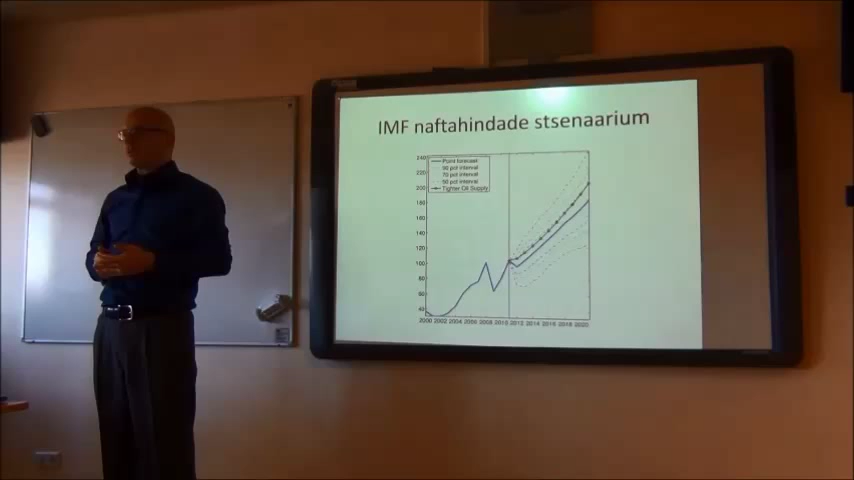 IMF naftahindade stsenaarium
Point forecast
90 pct interval
70 pct interval
50 pct interval
Tighter Oil Supply
240
220
200
180
160
140
120
100
80
60
40
2000 2002 2004 2006 2008 2010 2012 2014 2016 2018 2020